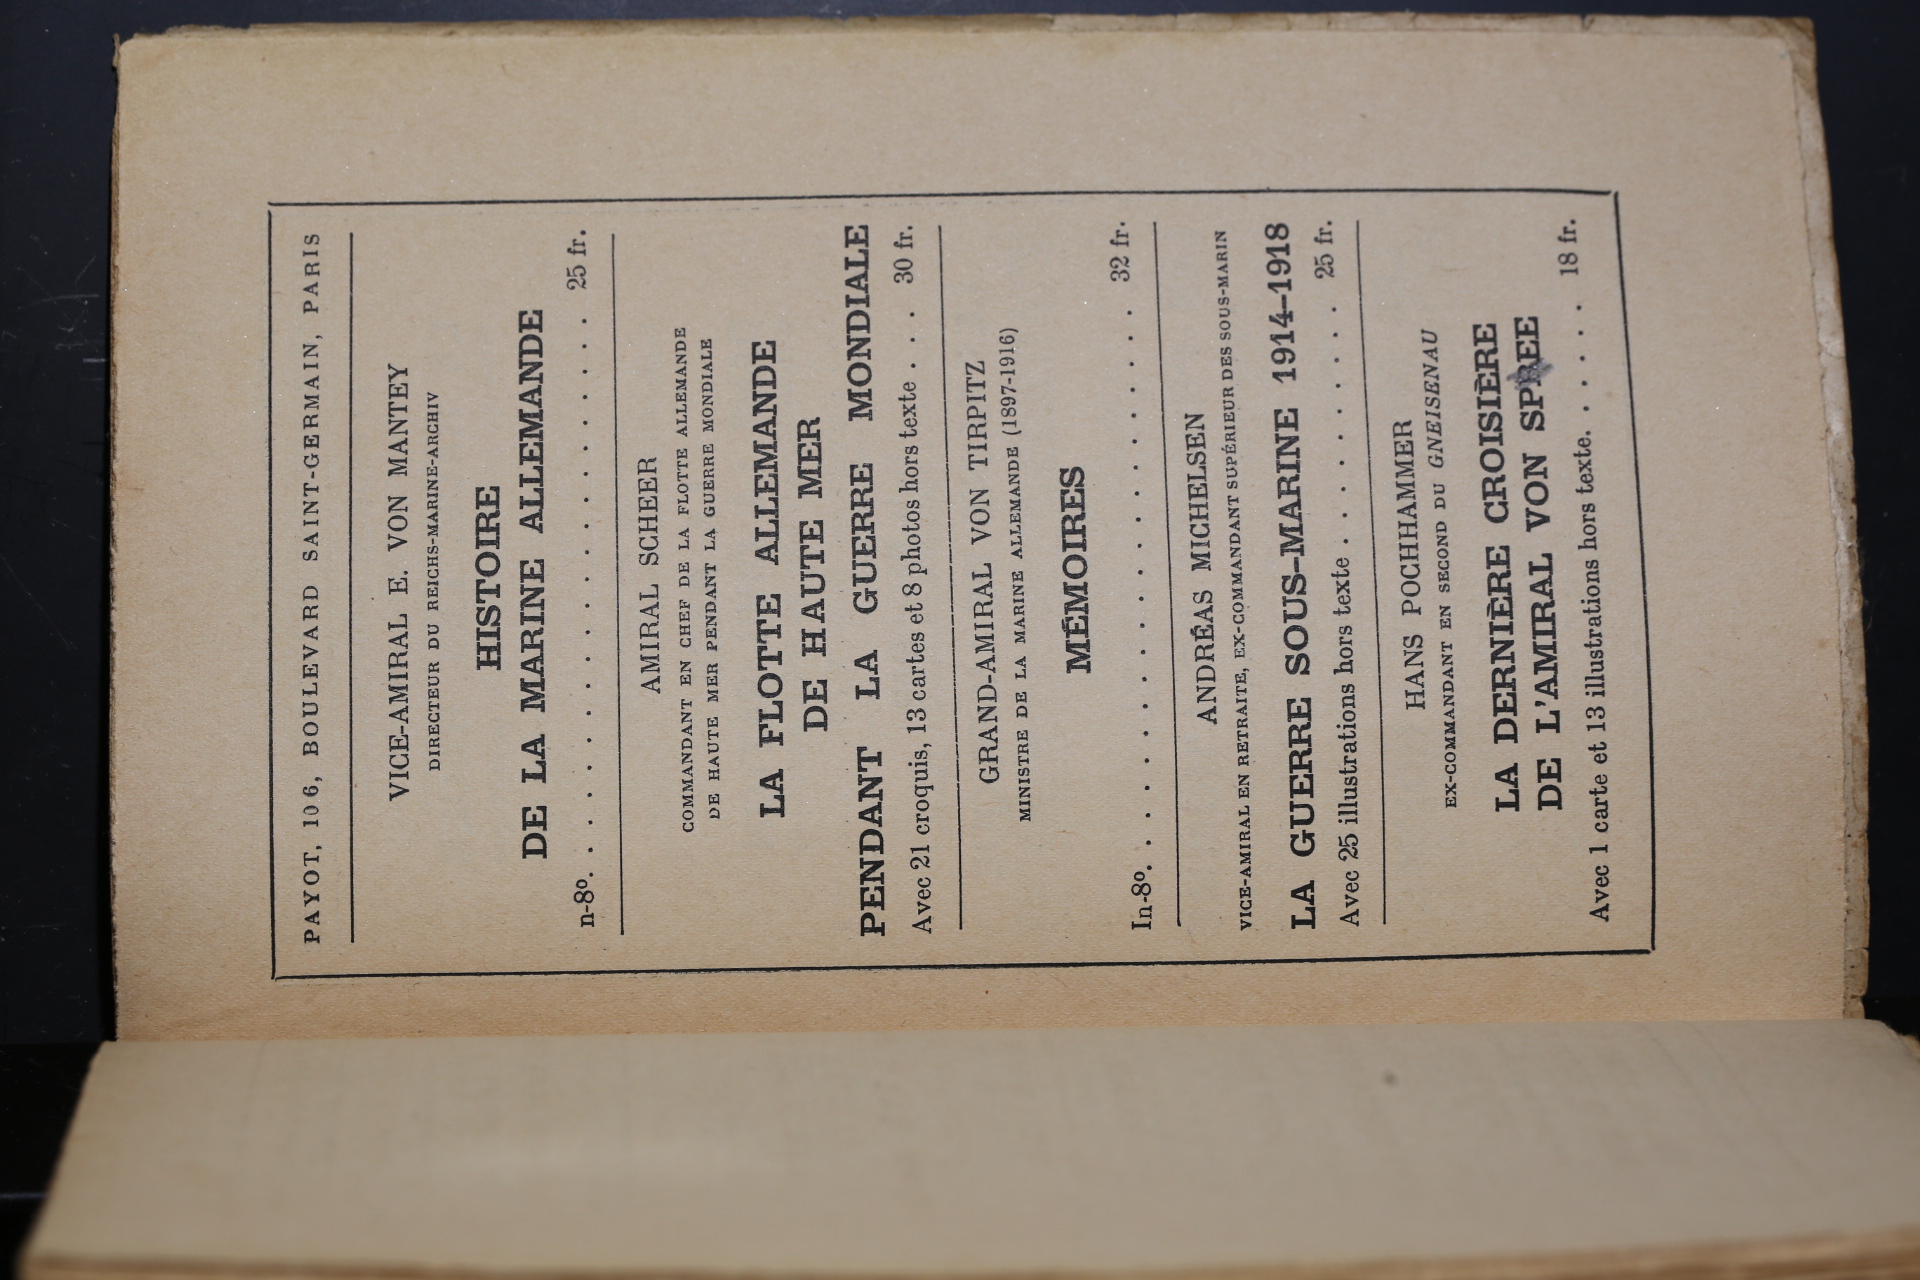 PAYOT, 106, BOULEVARD SAINT-GERMAIN, PARIS
VICE-AMIRAL E. VON MANTEY
DIRECTEUR DU REICHS-MARINE-ARCHIV
HISTOIRE
DE LA MARINE ALLEMANDE
n-8º. . . . . . . . . . . . . . . . . 25 fr.
AMIRAL SCHEER
COMMANDANT EN CHEF DE LA FLOTTE ALLEMANDE
DE HAUTE MER PENDANT LA GUERRE MONDIALE
LA FLOTTE ALLEMANDE
DE HAUTE MER
PENDANT LA GUERRE MONDIALE
Avec 21 croquis, 13 cartes et 8 photos hors texte . . . . 30 fr.
GRAND-AMIRAL VON TIRPITZ
MINISTRE DE LA MARINE ALLEMANDE (1897-1916)
MÉMOIRES
In-8º. . . . . . . . . . . . . . . . . 32 fr.
ANDRÉAS MICHELSEN
VICE-AMIRAL EN RETRAITE, EX-COMMANDANT SUPÉRIEUR DES SOUS-MARIN
LA GUERRE SOUS-MARINE 1914-1918
Avec 25 illustrations hors texte . . . . . . . . . . 25 fr.
HANS POCHHAMMER
EX-COMMANDANT EN SECOND DU GNEISENAU
LA DERNIÈRE CROISIÈRE
DE L'AMIRAL VON SPREE
Avec 1 carte et 13 illustrations hors texte. . . . . . 18 fr.